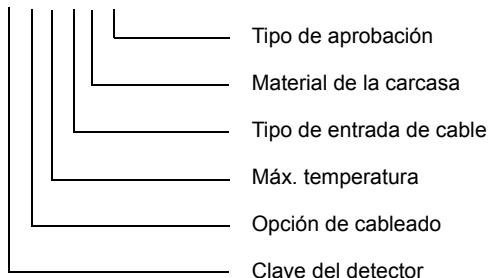 Tipo de aprobación
Material de la carcasa
Tipo de entrada de cable
Máx. temperatura
Opción de cableado
Clave del detector